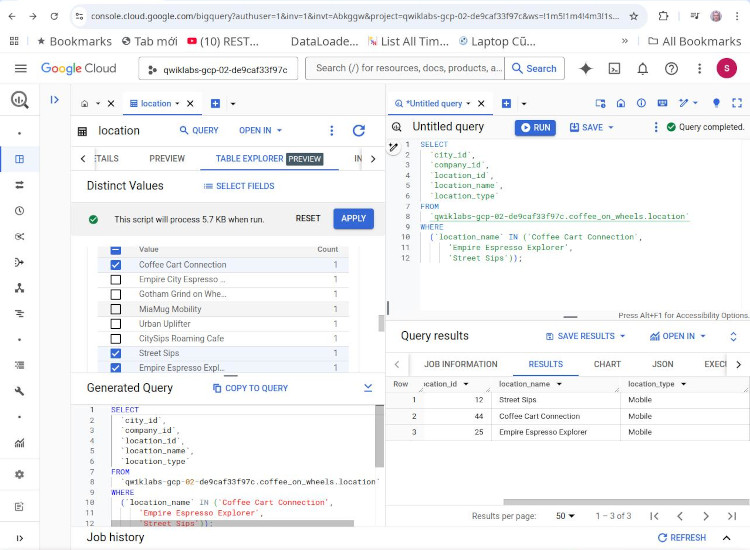 console.cloud.google.com/bigquery?authuser=1&inv=1&invt=Abkggw&project=qwiklabs-gcp-02-de9caf33f97c&ws=!1m5!1m4!4m3!1s...
Bookmarks
Tab mới
(10) REST...
DataLoade...
List All Tim...
Laptop Cũ...
»
All Bookmarks
Google Cloud
qwiklabs-gcp-02-de9caf33f97c
Search (/) for resources, docs, products, a...
Search
S
location
*Untitled query
location
QUERY
OPEN IN
Untitled query
RUN
SAVE
Query completed.
ETAILS
PREVIEW
TABLE EXPLORER
PREVIEW
IN
Distinct Values
SELECT FIELDS
This script will process 5.7 KB when run.
RESET
APPLY
Value Count
Coffee Cart Connection 1
Empire City Espresso ... 1
Gotham Grind on Whe... 1
MiaMug Mobility 1
Urban Uplifter 1
CitySips Roaming Cafe 1
Street Sips 1
Empire Espresso Expl... 1
1 SELECT
2 `city_id`,
3 `company_id`,
4 `location_id`,
5 `location_name`,
6 `location_type`
7 FROM
8 `qwiklabs-gcp-02-de9caf33f97c.coffee_on_wheels.location`
9 WHERE
10 (`location_name` IN ('Coffee Cart Connection',
11 'Empire Espresso Explorer',
12 'Street Sips'));
Press Alt+F1 for Accessibility Options.
Generated Query
COPY TO QUERY
1 SELECT
2 `city_id`,
3 `company_id`,
4 `location_id`,
5 `location_name`,
6 `location_type`
7 FROM
8 `qwiklabs-gcp-02-de9caf33f97c.coffee_on_wheels.location`
9 WHERE
10 (`location_name` IN ('Coffee Cart Connection',
11 'Empire Espresso Explorer',
12 'Street Sips'));
Query results
SAVE RESULTS
OPEN IN
JOB INFORMATION
RESULTS
CHART
JSON
EXECI
Row ocation_id location_name location_type
1 12 Street Sips Mobile
2 44 Coffee Cart Connection Mobile
3 25 Empire Espresso Explorer Mobile
Results per page: 50 1 – 3 of 3
Job history
REFRESH